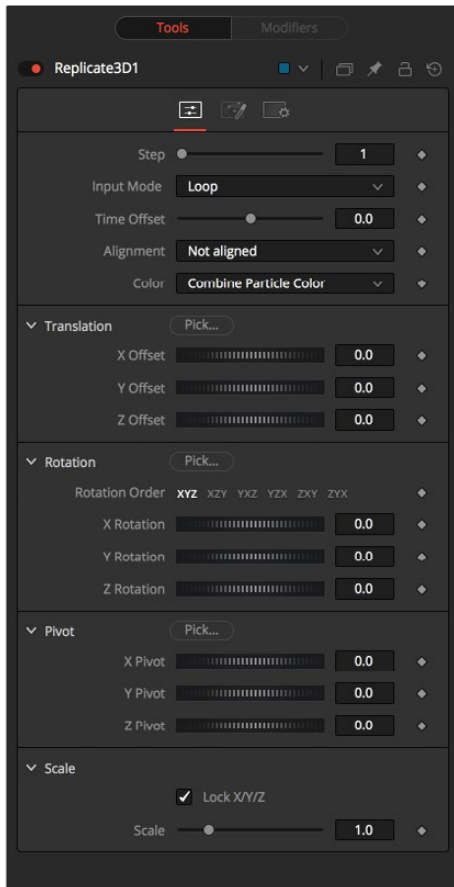 Tools Modifiers
Replicate3D1
Step 1
Input Mode Loop
Time Offset 0.0
Alignment Not aligned
Color Combine Particle Color
Translation Pick...
X Offset 0.0
Y Offset 0.0
Z Offset 0.0
Rotation Pick...
Rotation Order XYZ XZY YXZ YZX ZXY ZYX
X Rotation 0.0
Y Rotation 0.0
Z Rotation 0.0
Pivot Pick...
X Pivot 0.0
Y Pivot 0.0
Z Pivot 0.0
Scale
Lock X/Y/Z
Scale 1.0